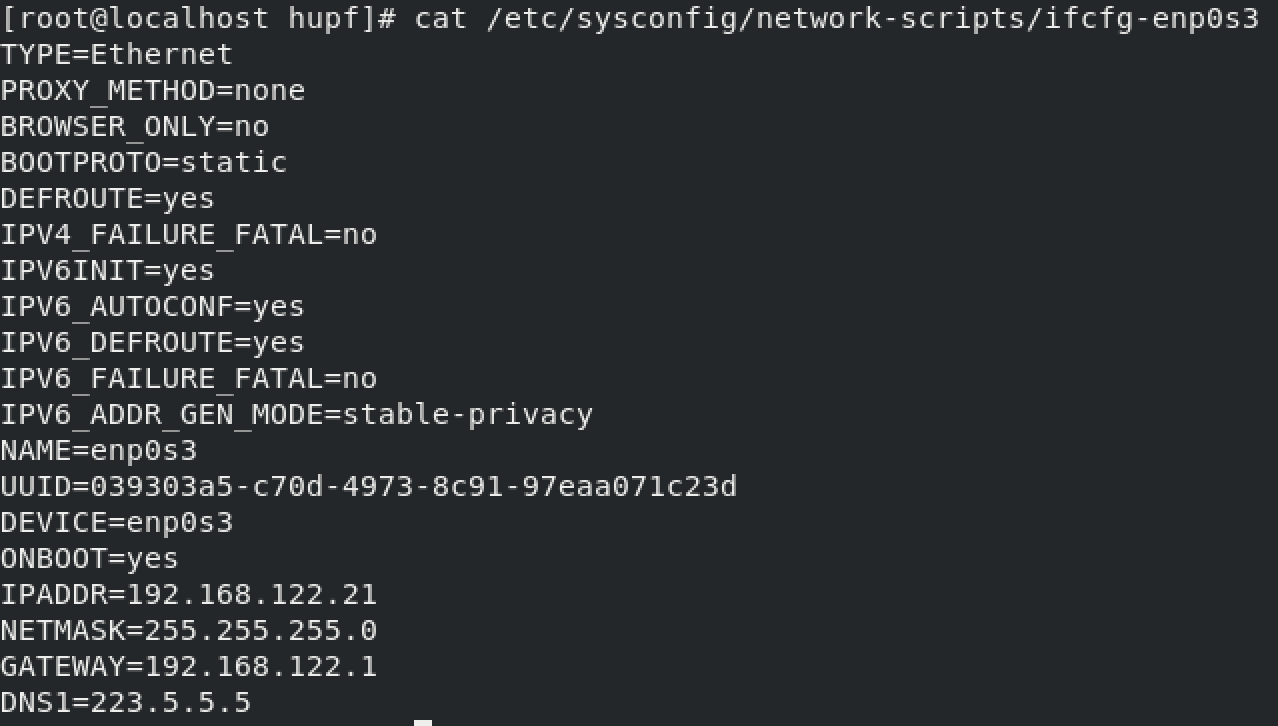 [root@localhost hupf]# cat /etc/sysconfig/network-scripts/ifcfg-enp0s3
TYPE=Ethernet
PROXY_METHOD=none
BROWSER_ONLY=no
BOOTPROTO=static
DEFROUTE=yes
IPV4_FAILURE_FATAL=no
IPV6INIT=yes
IPV6_AUTOCONF=yes
IPV6_DEFROUTE=yes
IPV6_FAILURE_FATAL=no
IPV6_ADDR_GEN_MODE=stable-privacy
NAME=enp0s3
UUID=039303a5-c70d-4973-8c91-97eaa071c23d
DEVICE=enp0s3
ONBOOT=yes
IPADDR=192.168.122.21
NETMASK=255.255.255.0
GATEWAY=192.168.122.1
DNS1=223.5.5.5